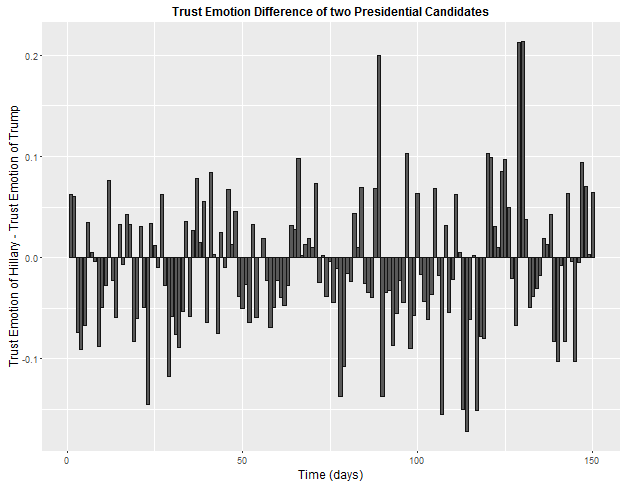 Trust Emotion Difference of two Presidential Candidates
Trust Emotion of Hillary - Trust Emotion of Trump
0.2
0.1
0.0
-0.1
0
50
100
150
Time (days)